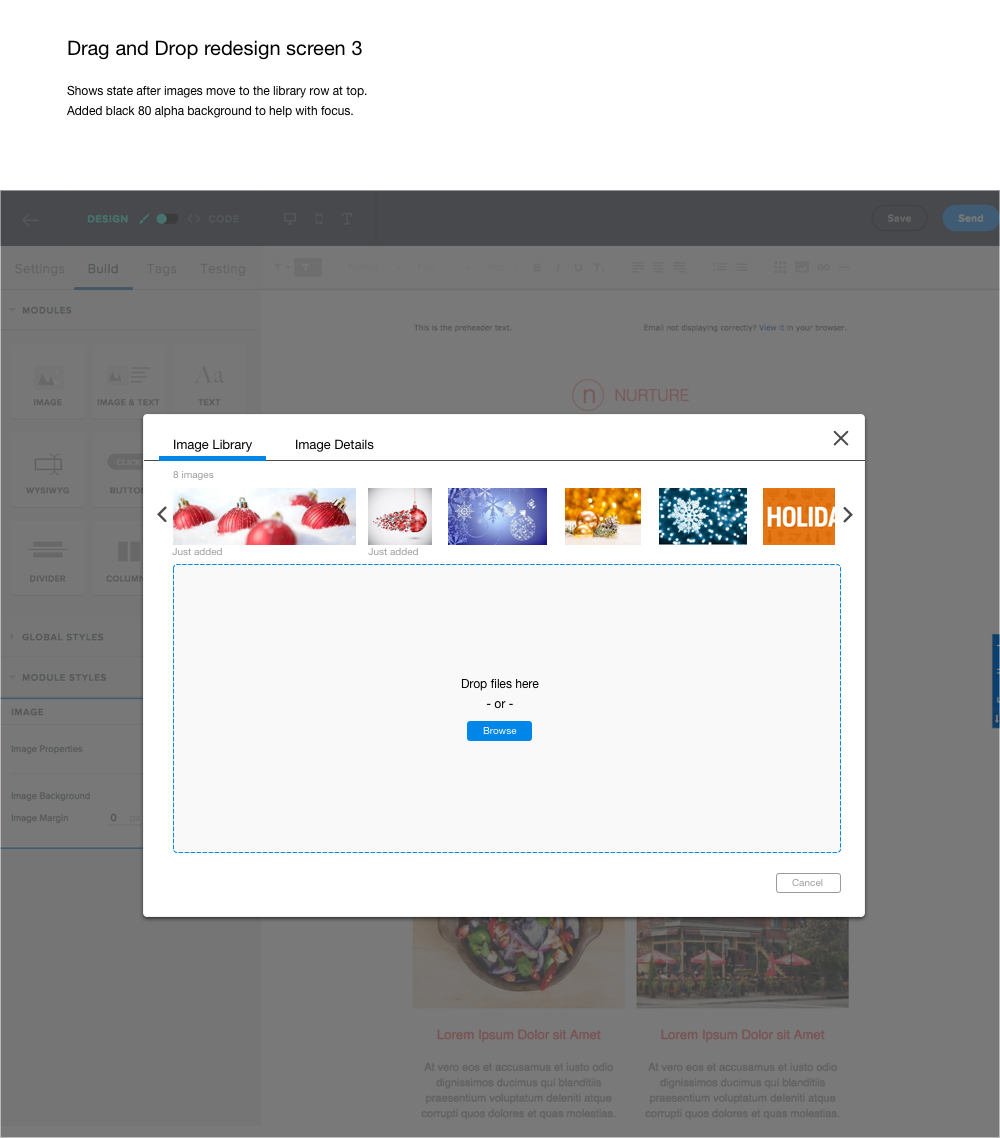 Drag and Drop redesign screen 3
Shows state after images move to the library row at top.
Added black 80 alpha background to help with focus.
DESIGN CODE
Save
Send
Settings Build Tags Testing
B I U
MODULES
This is the preheader text.
Email not displaying correctly? View it in your browser.
Aa
IMAGE
IMAGE & TEXT
TEXT
n NURTURE
Image Library Image Details
8 images
CLICK
WYSIWYG
HOLIDA
Just added
Just added
DIVIDER
GLOBAL STYLES
MODULE STYLES
Drop files here
- or -
Browse
IMAGE
Image Properties
Image Background
Image Margin 0
Cancel
Lorem Ipsum Dolor sit Amet
At vero eos et accusamus et iusto odio
dignissimos ducimus qui blanditiis
praesentium voluptatum deleniti atque
corrupti quos dolores et quas molestias.
Lorem Ipsum Dolor sit Amet
At vero eos et accusamus et iusto odio
dignissimos ducimus qui blanditiis
praesentium voluptatum deleniti atque
corrupti quos dolores et quas molestias.